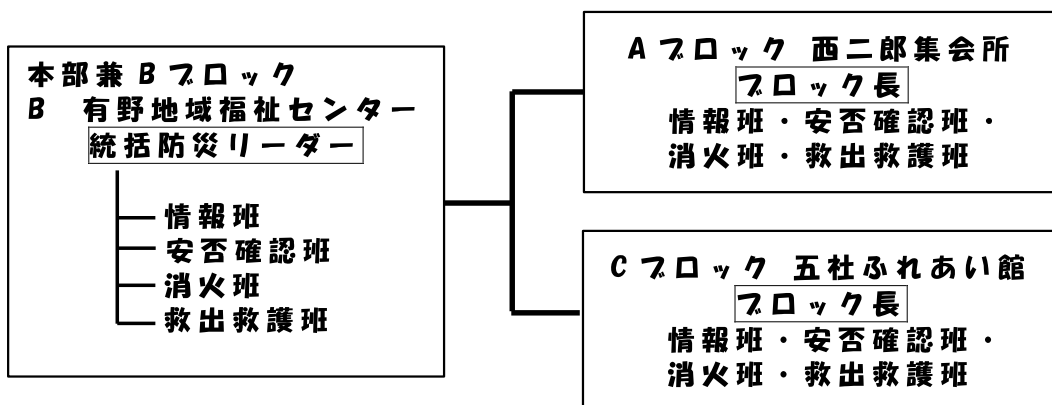 本部兼Bブロック
B 有野地域福祉センター
統括防災リーダー
情報班
安否確認班
消火班
救出救護班
Aブロック 西二郎集会所
ブロック長
情報班・安否確認班・
消火班・救出救護班
Cブロック 五社ふれあい館
ブロック長
情報班・安否確認班・
消火班・救出救護班